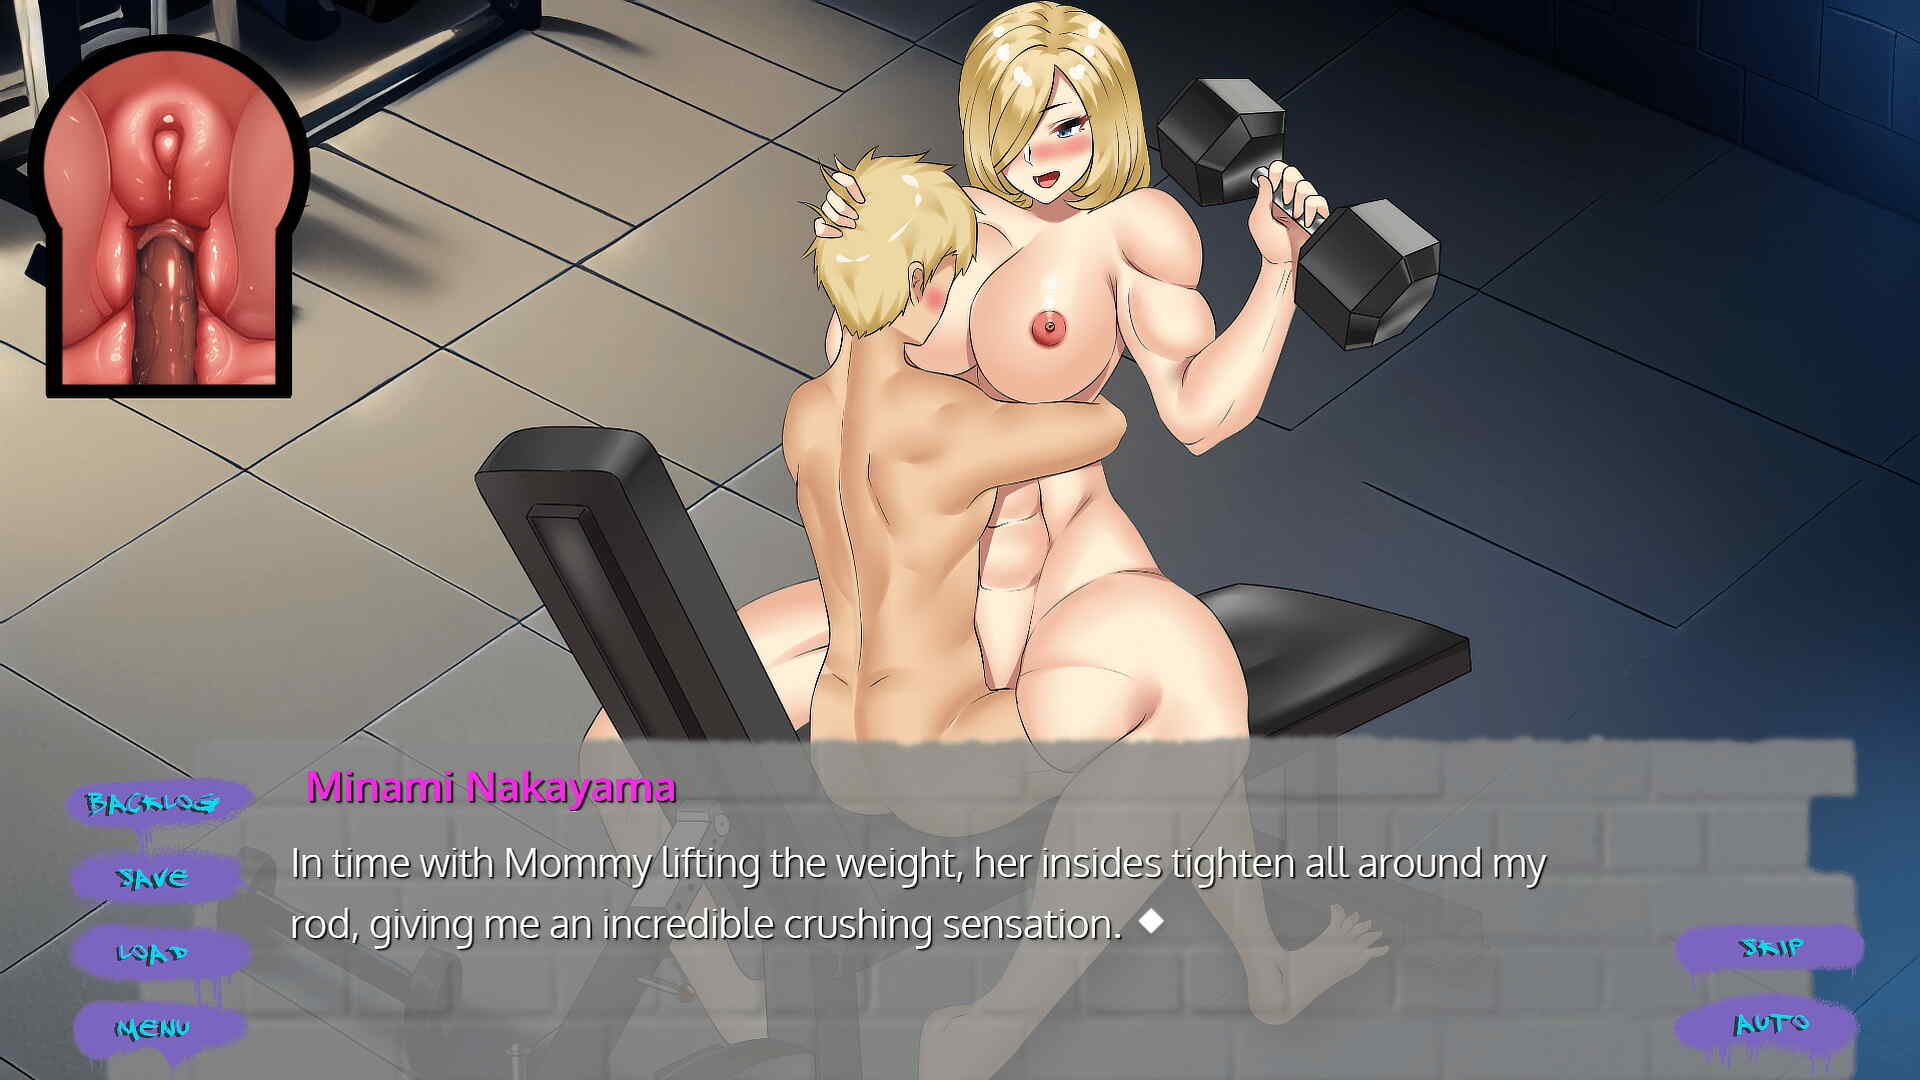 Minami Nakayama
In time with Mommy lifting the weight, her insides tighten all around my
rod, giving me an incredible crushing sensation.
BACKLOG
SAVE
LOAD
MENU
SKIP
AUTO